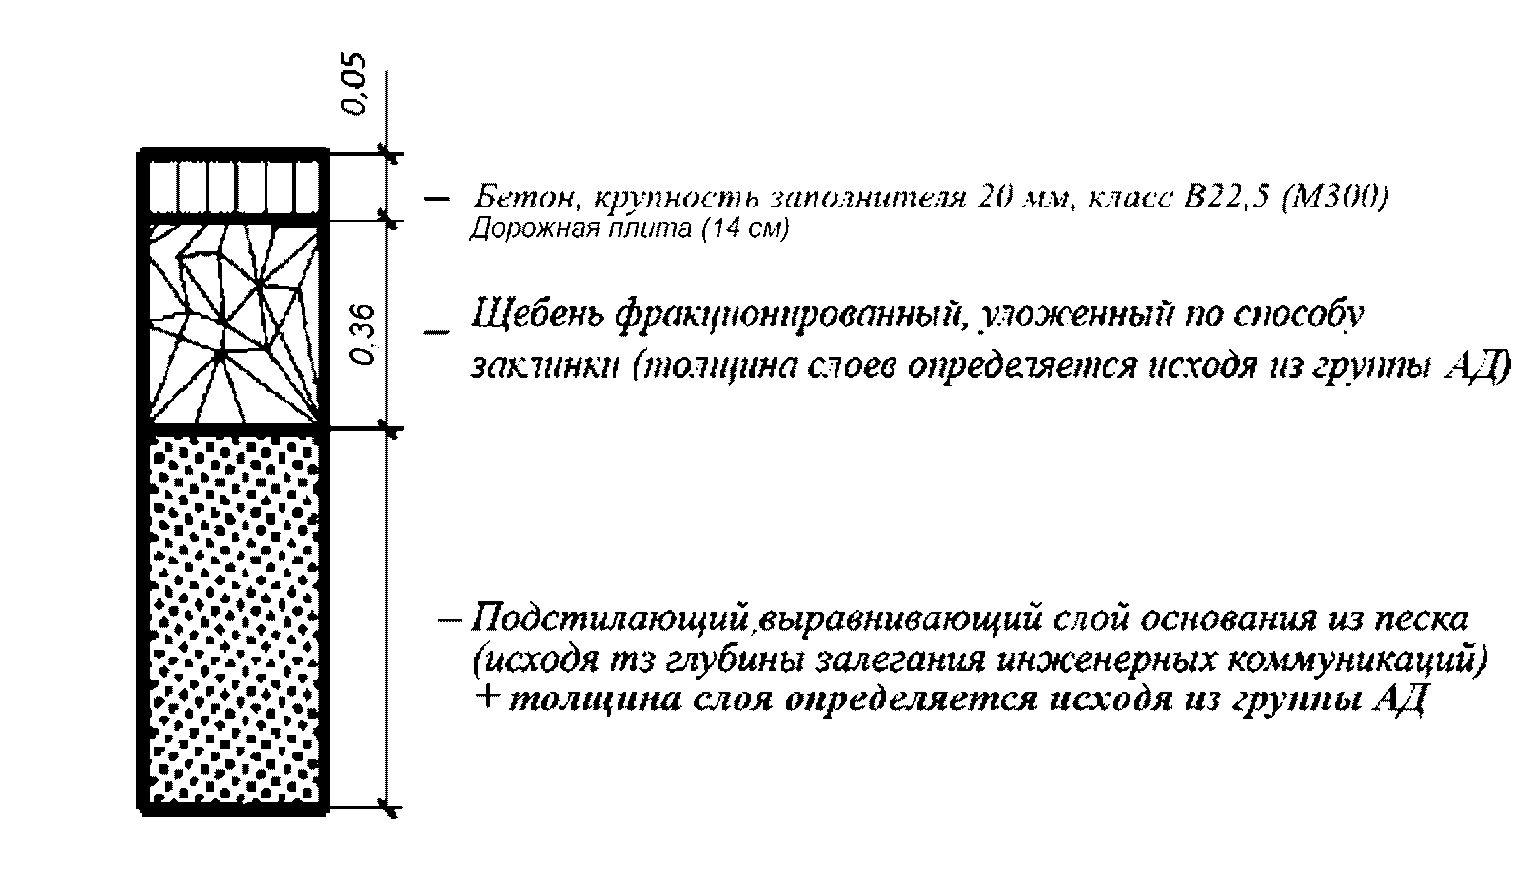 0,05
— Бетон, крупность заполнителя 20 мм, класс В22,5 (М300)
Дорожная плита (14 см)
0,36
— Щебень фракционированный, уложенный по способу
заклинки (толщина слоев определяется исходя из группы АД)
— Подстилающий,выравнивающий слой основания из песка
(исходя тз глубины залегания инженерных коммуникаций)
+ толщина слоя определяется исходя из группы АД